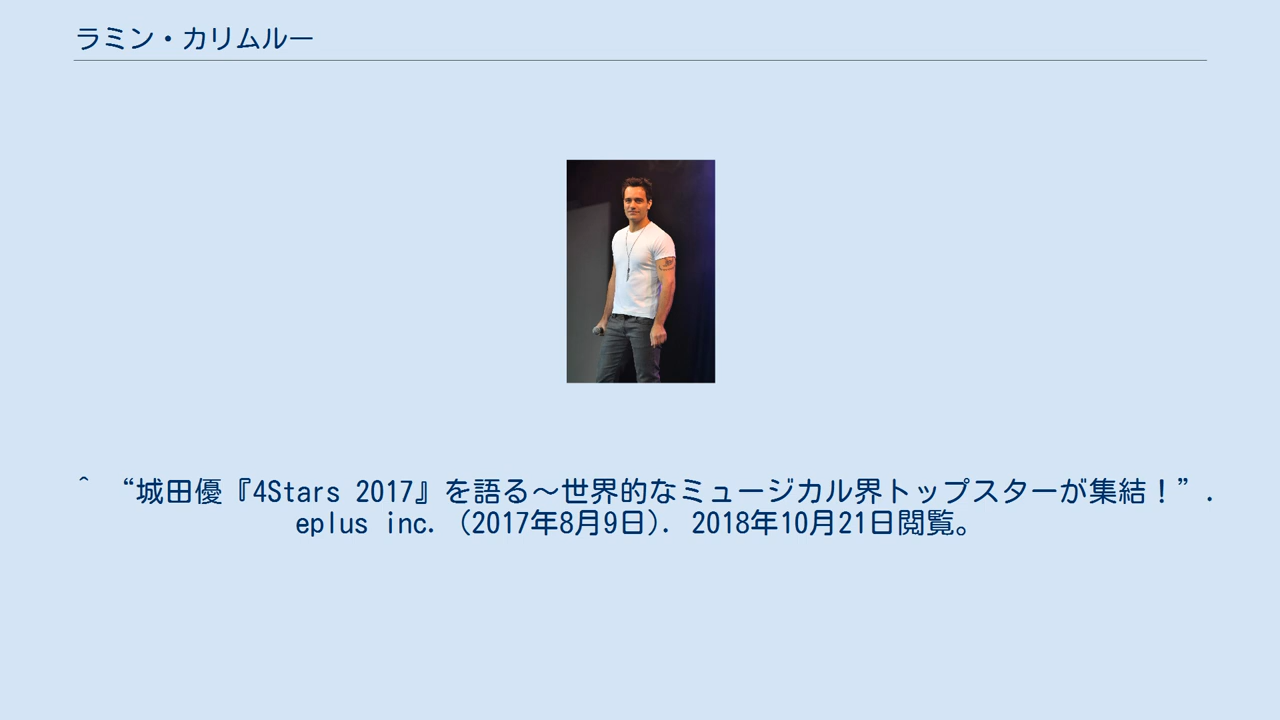 ラミン・カリムルー
^ “城田優『4Stars 2017』を語る〜世界的なミュージカル界トップスターが集結！”.
eplus inc. (2017年8月9日). 2018年10月21日閲覧。